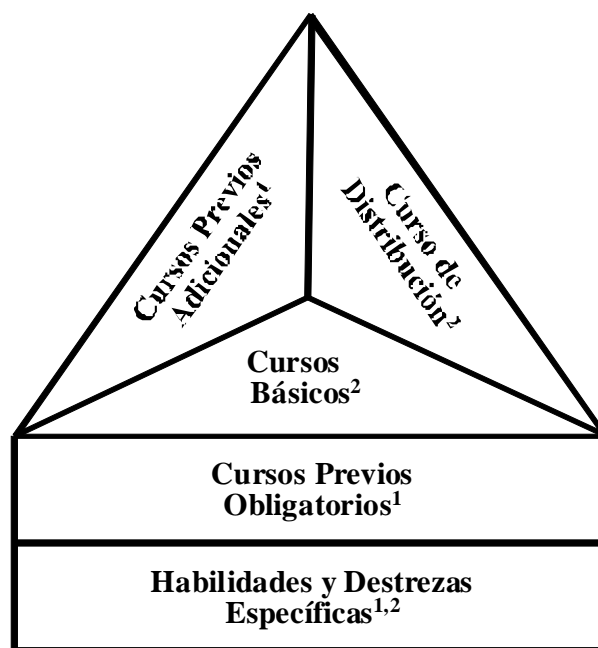 Cursos Previos
Adicionales¹
Curso de
Distribución²
Cursos
Básicos²
Cursos Previos
Obligatorios¹
Habilidades y Destrezas
Específicas¹,²